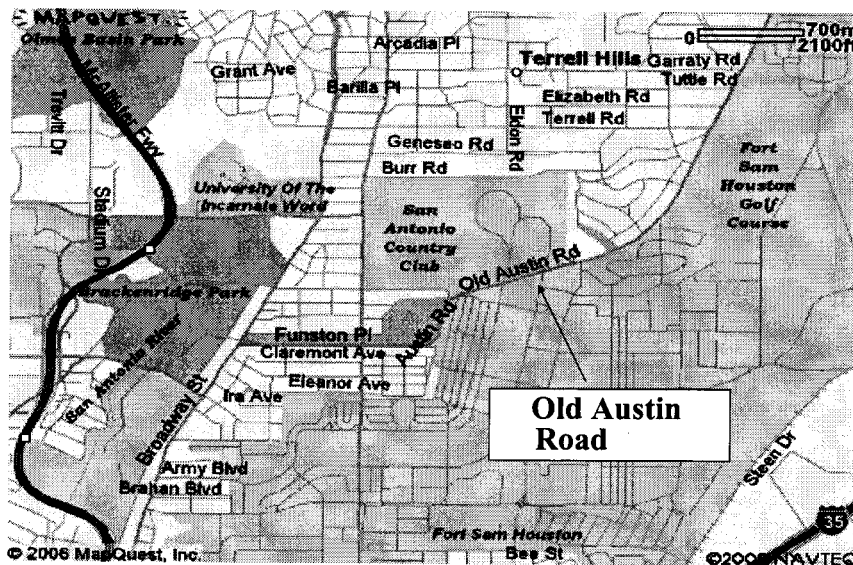 MAPQUEST
700m
0
2100ft
Olmos Basin Park
McAllister Fwy
Trevitt Dr
Stadium Dr
Grant Ave
Arcadia Pl
Barilla Pl
Terrell Hills
Garraty Rd
Tuttle Rd
Elizabeth Rd
Terrell Rd
Eldon Rd
Geneseo Rd
Burr Rd
University Of The
Incarnate Word
San
Antonio
Country
Club
Fort
Sam
Houston
Golf
Course
Old Austin Rd
Austin Rd
Brackenridge Park
San Antonio River
Broadway St
Funston Pl
Claremont Ave
Eleanor Ave
Ira Ave
Old Austin
Road
Army Blvd
Brahan Blvd
Steen Dr
35
Fort Sam Houston
Bee St
© 2006 MapQuest, Inc.
NAVTEQ